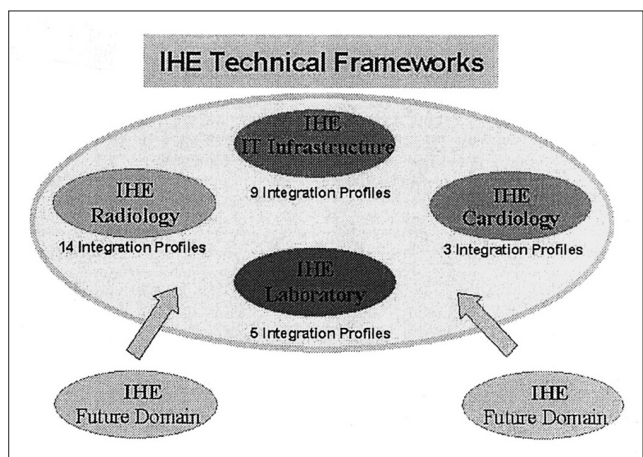 IHE Technical Frameworks
IHE
IT Infrastructure
9 Integration Profiles
IHE
Radiology
14 Integration Profiles
IHE
Cardiology
3 Integration Profiles
IHE
Laboratory
5 Integration Profiles
IHE
Future Domain
IHE
Future Domain